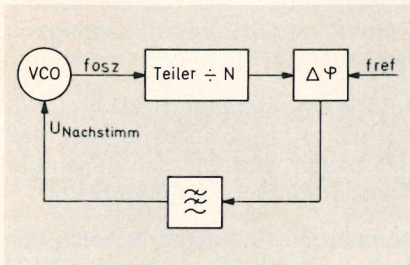 VCO
fosz
Teiler ÷ N
Δφ
fref
UNachstimm